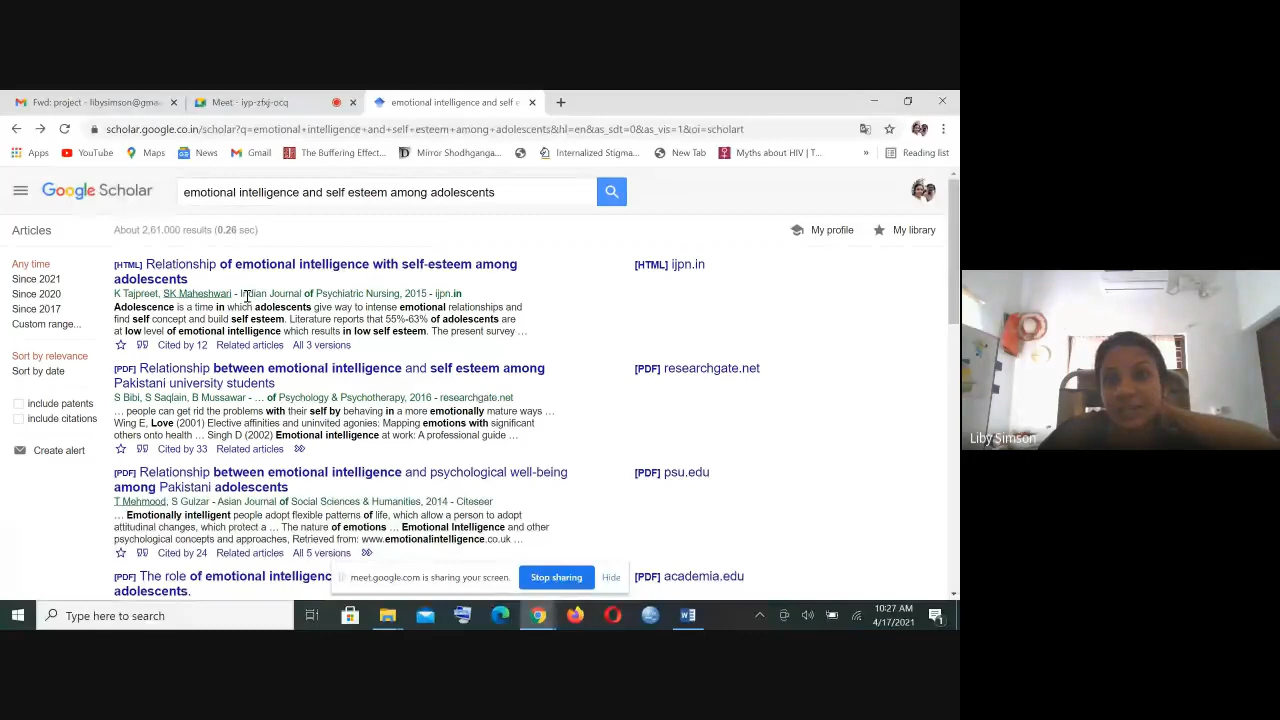 Fwd: project - libysimson@gma
Meet - iyp-zfxj-ocq
emotional intelligence and self e
scholar.google.co.in/scholar?q=emotional+intelligence+and+self+esteem+among+adolescents&hl=en&as_sdt=0&as_vis=1&oi=scholart
Apps YouTube Maps News Gmail The Buffering Effect... Mirror Shodhganga... Internalized Stigma... New Tab Myths about HIV | T... » Reading list
Google Scholar
emotional intelligence and self esteem among adolescents
Articles
About 2,61,000 results (0.26 sec)
My profile
My library
Any time
Since 2021
Since 2020
Since 2017
Custom range...
Sort by relevance
Sort by date
include patents
include citations
Create alert
[HTML] Relationship of emotional intelligence with self-esteem among
adolescents
K Tajpreet, SK Maheshwari - Indian Journal of Psychiatric Nursing, 2015 - ijpn.in
Adolescence is a time in which adolescents give way to intense emotional relationships and
find self concept and build self esteem. Literature reports that 55%-63% of adolescents are
at low level of emotional intelligence which results in low self esteem. The present survey ...
Cited by 12 Related articles All 3 versions
[HTML] ijpn.in
[PDF] Relationship between emotional intelligence and self esteem among
Pakistani university students
S Bibi, S Saqlain, B Mussawar - ... of Psychology & Psychotherapy, 2016 - researchgate.net
... people can get rid the problems with their self by behaving in a more emotionally mature ways ...
Wing E, Love (2001) Elective affinities and uninvited agonies: Mapping emotions with significant
others onto health ... Singh D (2002) Emotional intelligence at work: A professional guide ...
Cited by 33 Related articles
[PDF] researchgate.net
[PDF] Relationship between emotional intelligence and psychological well-being
among Pakistani adolescents
T Mehmood, S Gulzar - Asian Journal of Social Sciences & Humanities, 2014 - Citeseer
... Emotionally intelligent people adopt flexible patterns of life, which allow a person to adopt
attitudinal changes, which protect a ... The nature of emotions ... Emotional Intelligence and other
psychological concepts and approaches, Retrieved from: www.emotionalintelligence.co.uk ...
Cited by 24 Related articles All 5 versions
[PDF] psu.edu
[PDF] The role of emotional intelligenc
adolescents.
[PDF] academia.edu
meet.google.com is sharing your screen. Stop sharing Hide
Type here to search
10:27 AM
4/17/2021
1
Liby Simson